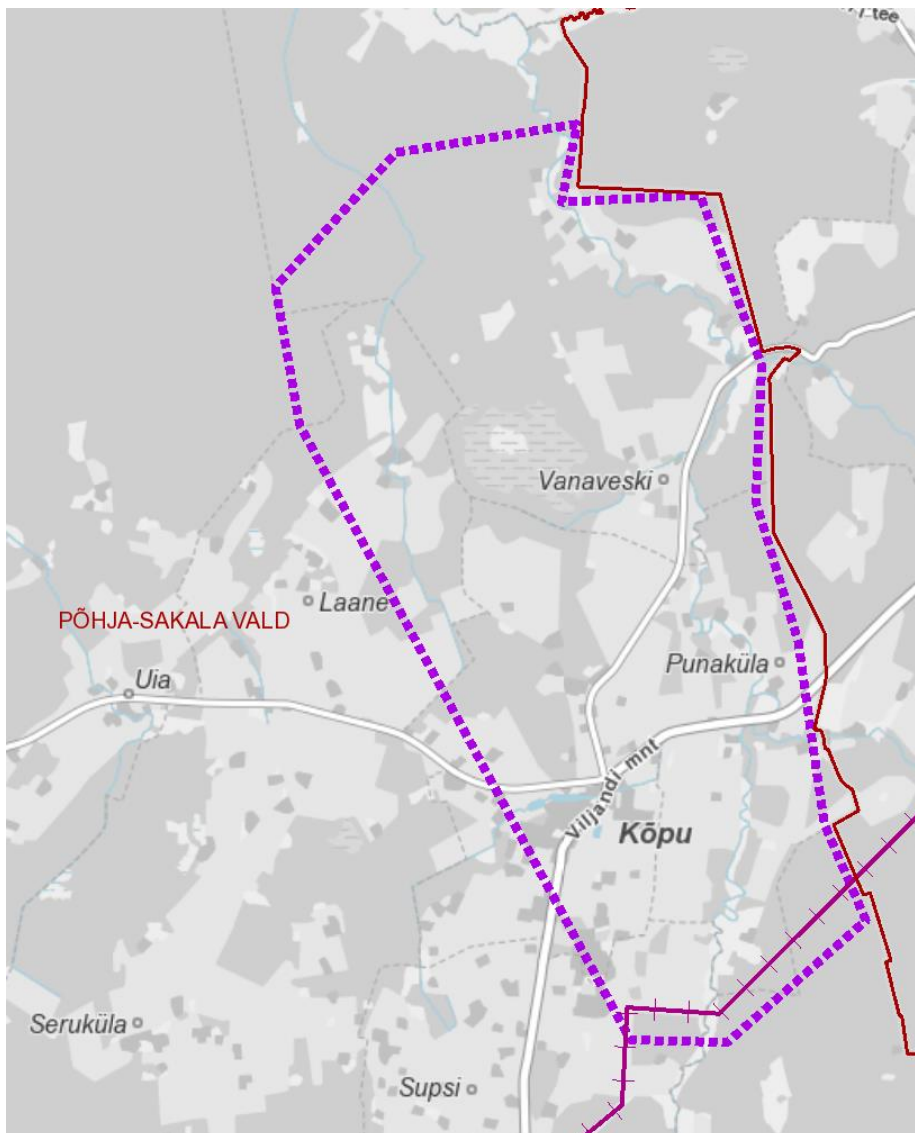 tee
Vanaveski
Laane
PÕHJA-SAKALA VALD
Punaküla
Uia
Viljandi mnt
Kõpu
Seruküla
Supsi